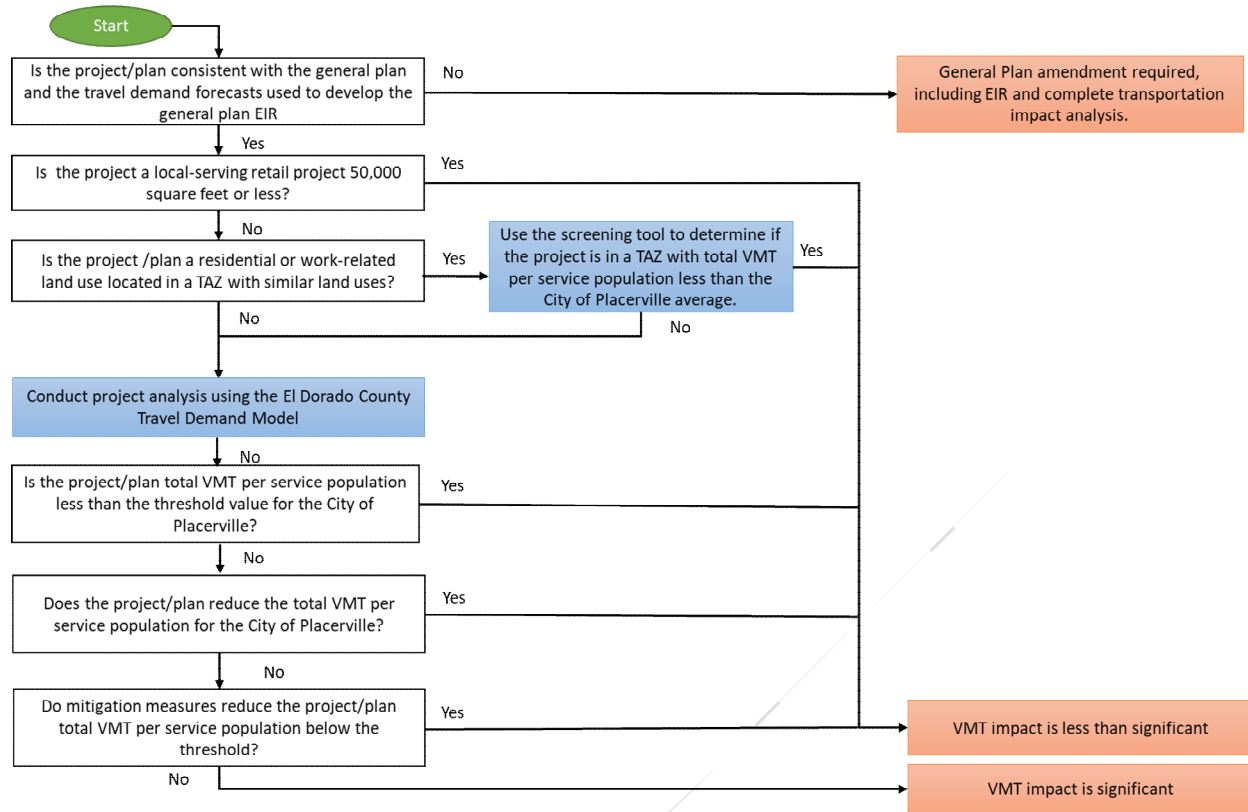 Start
Is the project/plan consistent with the general plan
and the travel demand forecasts used to develop the
general plan EIR
No
General Plan amendment required,
including EIR and complete transportation
impact analysis.
Yes
Is  the project a local-serving retail project 50,000
square feet or less?
Yes
No
Is the project /plan a residential or work-related
land use located in a TAZ with similar land uses?
Yes
Use the screening tool to determine if
the project is in a TAZ with total VMT
per service population less than the
City of Placerville average.
Yes
No
No
Conduct project analysis using the El Dorado County
Travel Demand Model
No
Is the project/plan total VMT per service population
less than the threshold value for the City of
Placerville?
Yes
No
Does the project/plan reduce the total VMT per
service population for the City of Placerville?
Yes
No
Do mitigation measures reduce the project/plan
total VMT per service population below the
threshold?
Yes
VMT impact is less than significant
No
VMT impact is significant